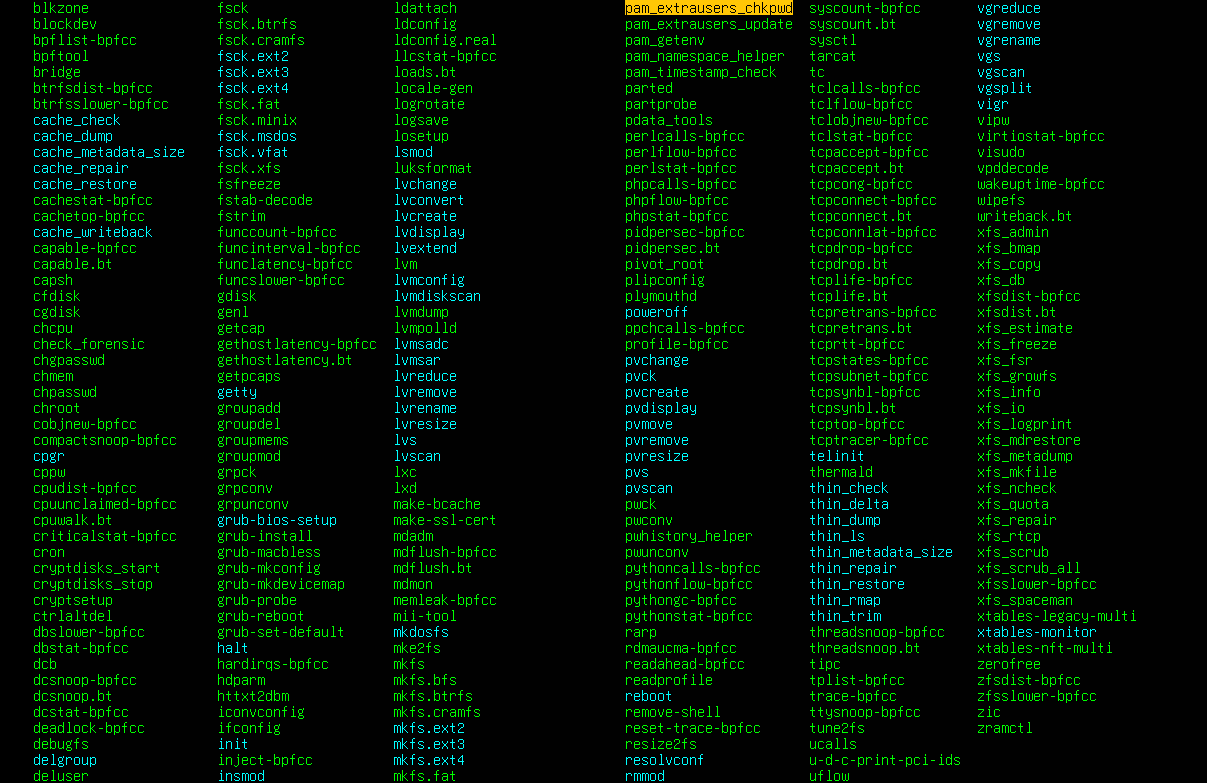 blkzone fsck ldattach pam_extrausers_chkpwd syscount-bpfcc vgreduce
blockdev fsck.btrfs ldconfig pam_extrausers_update syscount.bt vgremove
bpflist-bpfcc fsck.cramfs ldconfig.real pam_getenv sysctl vgrename
bpftool fsck.ext2 llcstat-bpfcc pam_namespace_helper tarcat vgs
bridge fsck.ext3 loads.bt pam_timestamp_check tc vgscan
btrfsdist-bpfcc fsck.ext4 locale-gen parted tclcalls-bpfcc vgsplit
btrfsslower-bpfcc fsck.fat logrotate partprobe tclflow-bpfcc vigr
cache_check fsck.minix logsave pdata_tools tclobjnew-bpfcc vipw
cache_dump fsck.msdos losetup perlcalls-bpfcc tclstat-bpfcc virtiostat-bpfcc
cache_metadata_size fsck.vfat lsmod perlflow-bpfcc tcpaccept-bpfcc visudo
cache_repair fsck.xfs luksformat perlstat-bpfcc tcpaccept.bt vpddecode
cache_restore fsfreeze lvchange phpcalls-bpfcc tcpcong-bpfcc wakeuptime-bpfcc
cachestat-bpfcc fstab-decode lvconvert phpflow-bpfcc tcpconnect-bpfcc wipefs
cachetop-bpfcc fstrim lvcreate phpstat-bpfcc tcpconnect.bt writeback.bt
cache_writeback funccount-bpfcc lvdisplay pidpersec-bpfcc tcpconnlat-bpfcc xfs_admin
capable-bpfcc funcinterval-bpfcc lvextend pidpersec.bt tcpdrop-bpfcc xfs_bmap
capable.bt funclatency-bpfcc lvm pivot_root tcpdrop.bt xfs_copy
capsh funcslower-bpfcc lvmconfig plipconfig tcplife-bpfcc xfs_db
cfdisk gdisk lvmdiskscan plymouthd tcplife.bt xfsdist-bpfcc
cgdisk genl lvmdump poweroff tcpretrans-bpfcc xfsdist.bt
chcpu getcap lvmpolld ppchcalls-bpfcc tcpretrans.bt xfs_estimate
check_forensic gethostlatency-bpfcc lvmsadc profile-bpfcc tcprtt-bpfcc xfs_freeze
chgpasswd gethostlatency.bt lvmsar pvchange tcpstates-bpfcc xfs_fsr
chmem getpcaps lvreduce pvck tcpsubnet-bpfcc xfs_growfs
chpasswd getty lvremove pvcreate tcpsynbl-bpfcc xfs_info
chroot groupadd lvrename pvdisplay tcpsynbl.bt xfs_io
cobjnew-bpfcc groupdel lvresize pvmove tcptop-bpfcc xfs_logprint
compactsnoop-bpfcc groupmems lvs pvremove tcptracer-bpfcc xfs_mdrestore
cpgr groupmod lvscan pvresize telinit xfs_metadump
cppw grpck lxc pvs thermald xfs_mkfile
cpudist-bpfcc grpconv lxd pvscan thin_check xfs_ncheck
cpuunclaimed-bpfcc grpunconv make-bcache pwck thin_delta xfs_quota
cpuwalk.bt grub-bios-setup make-ssl-cert pwconv thin_dump xfs_repair
criticalstat-bpfcc grub-install mdadm pwhistory_helper thin_ls xfs_rtcp
cron grub-macbless mdflush-bpfcc pwunconv thin_metadata_size xfs_scrub
cryptdisks_start grub-mkconfig mdflush.bt pythoncalls-bpfcc thin_repair xfs_scrub_all
cryptdisks_stop grub-mkdevicemap mdmon pythonflow-bpfcc thin_restore xfsslower-bpfcc
cryptsetup grub-probe memleak-bpfcc pythongc-bpfcc thin_rmap xfs_spaceman
ctrlaltdel grub-reboot mii-tool pythonstat-bpfcc thin_trim xtables-legacy-multi
dbslower-bpfcc grub-set-default mkdosfs rarp threadsnoop-bpfcc xtables-monitor
dbstat-bpfcc halt mke2fs rdmaucma-bpfcc threadsnoop.bt xtables-nft-multi
dcb hardirqs-bpfcc mkfs readahead-bpfcc tipc zerofree
dcsnoop-bpfcc hdparm mkfs.bfs readprofile tplist-bpfcc zfsdist-bpfcc
dcsnoop.bt httxt2dbm mkfs.btrfs reboot trace-bpfcc zfsslower-bpfcc
dcstat-bpfcc iconvconfig mkfs.cramfs remove-shell ttysnoop-bpfcc zic
deadlock-bpfcc ifconfig mkfs.ext2 reset-trace-bpfcc tune2fs zramctl
debugfs init mkfs.ext3 resize2fs ucalls
delgroup inject-bpfcc mkfs.ext4 resolvconf u-d-c-print-pci-ids
deluser insmod mkfs.fat rmmod uflow